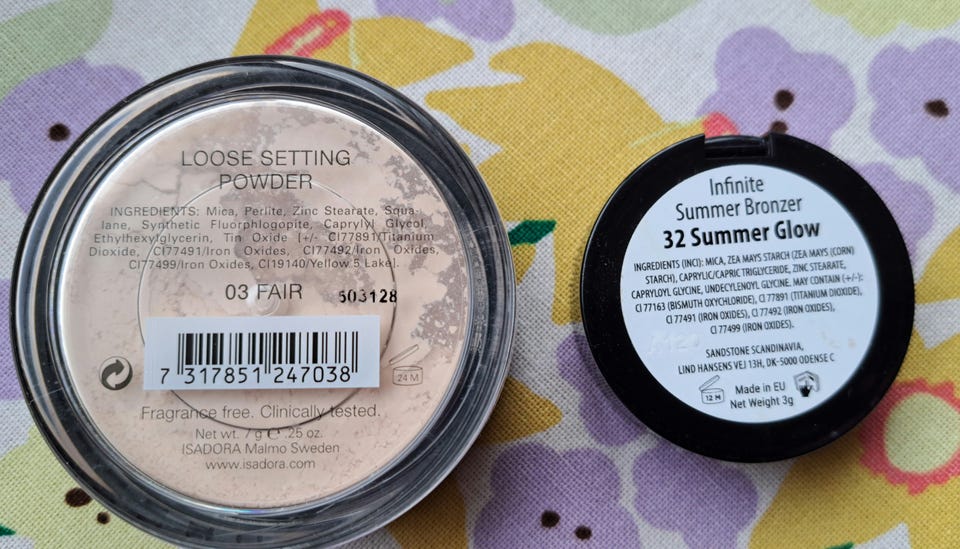 LOOSE SETTING
POWDER
INGREDIENTS: Mica, Perlite, Zinc Stearate, Squa-
lane, Synthetic Fluorphlogopite, Caprylyl Glycol,
Ethylhexylglycerin, Tin Oxide [+/- CI77891/Titanium
Dioxide, CI77491/Iron Oxides, CI77492/Iron Oxides,
CI77499/Iron Oxides, CI19140/Yellow 5 Lake].
03 FAIR
503128
7 317851 247038
24 M
Fragrance free. Clinically tested.
Net wt. 7 g ℮ .25 oz.
ISADORA Malmo Sweden
www.isadora.com
Infinite
Summer Bronzer
32 Summer Glow
INGREDIENTS (INCI): MICA, ZEA MAYS STARCH (ZEA MAYS (CORN)
STARCH), CAPRYLIC/CAPRIC TRIGLYCERIDE, ZINC STEARATE,
CAPRYLOYL GLYCINE, UNDECYLENOYL GLYCINE. MAY CONTAIN (+/-):
CI 77163 (BISMUTH OXYCHLORIDE), CI 77891 (TITANIUM DIOXIDE),
CI 77491 (IRON OXIDES), CI 77492 (IRON OXIDES),
CI 77499 (IRON OXIDES).
SANDSTONE SCANDINAVIA,
LIND HANSENS VEJ 13H, DK-5000 ODENSE C
12 M
Made in EU
Net Weight 3g